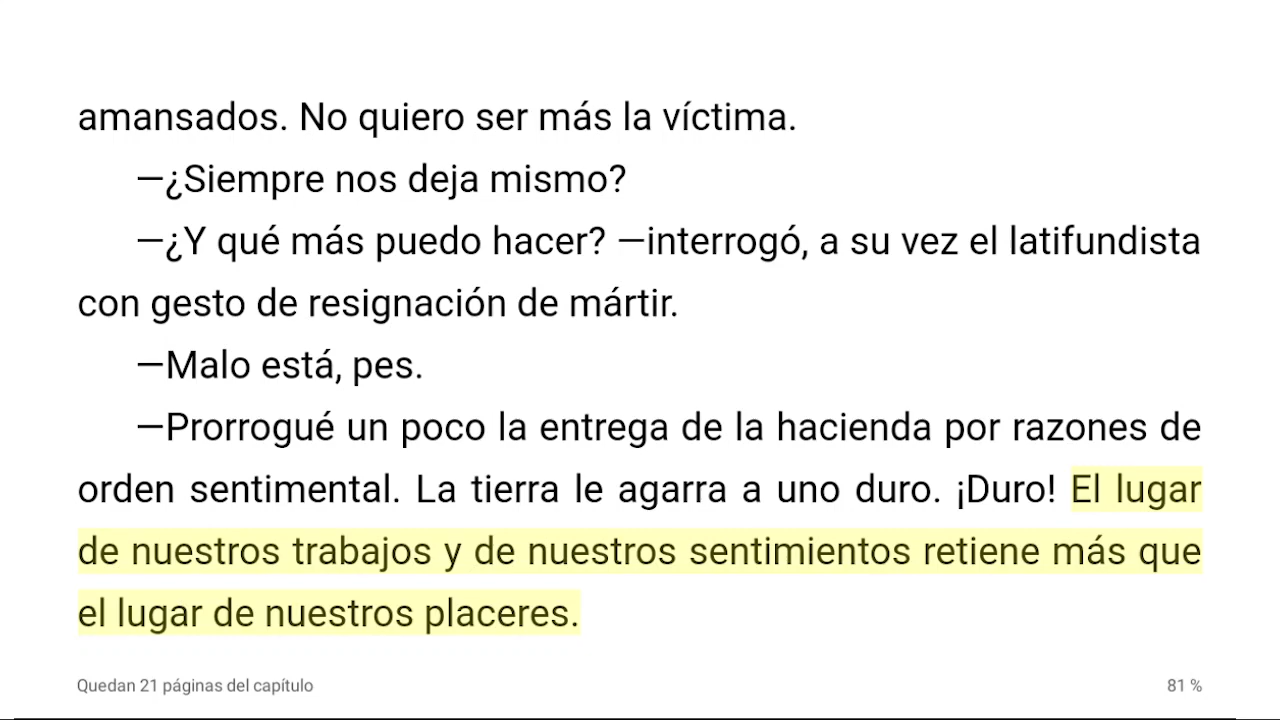 amansados. No quiero ser más la víctima.
—¿Siempre nos deja mismo?
—¿Y qué más puedo hacer? —interrogó, a su vez el latifundista
con gesto de resignación de mártir.
—Malo está, pes.
—Prorrogué un poco la entrega de la hacienda por razones de
orden sentimental. La tierra le agarra a uno duro. ¡Duro! El lugar
de nuestros trabajos y de nuestros sentimientos retiene más que
el lugar de nuestros placeres.
Quedan 21 páginas del capítulo 81 %